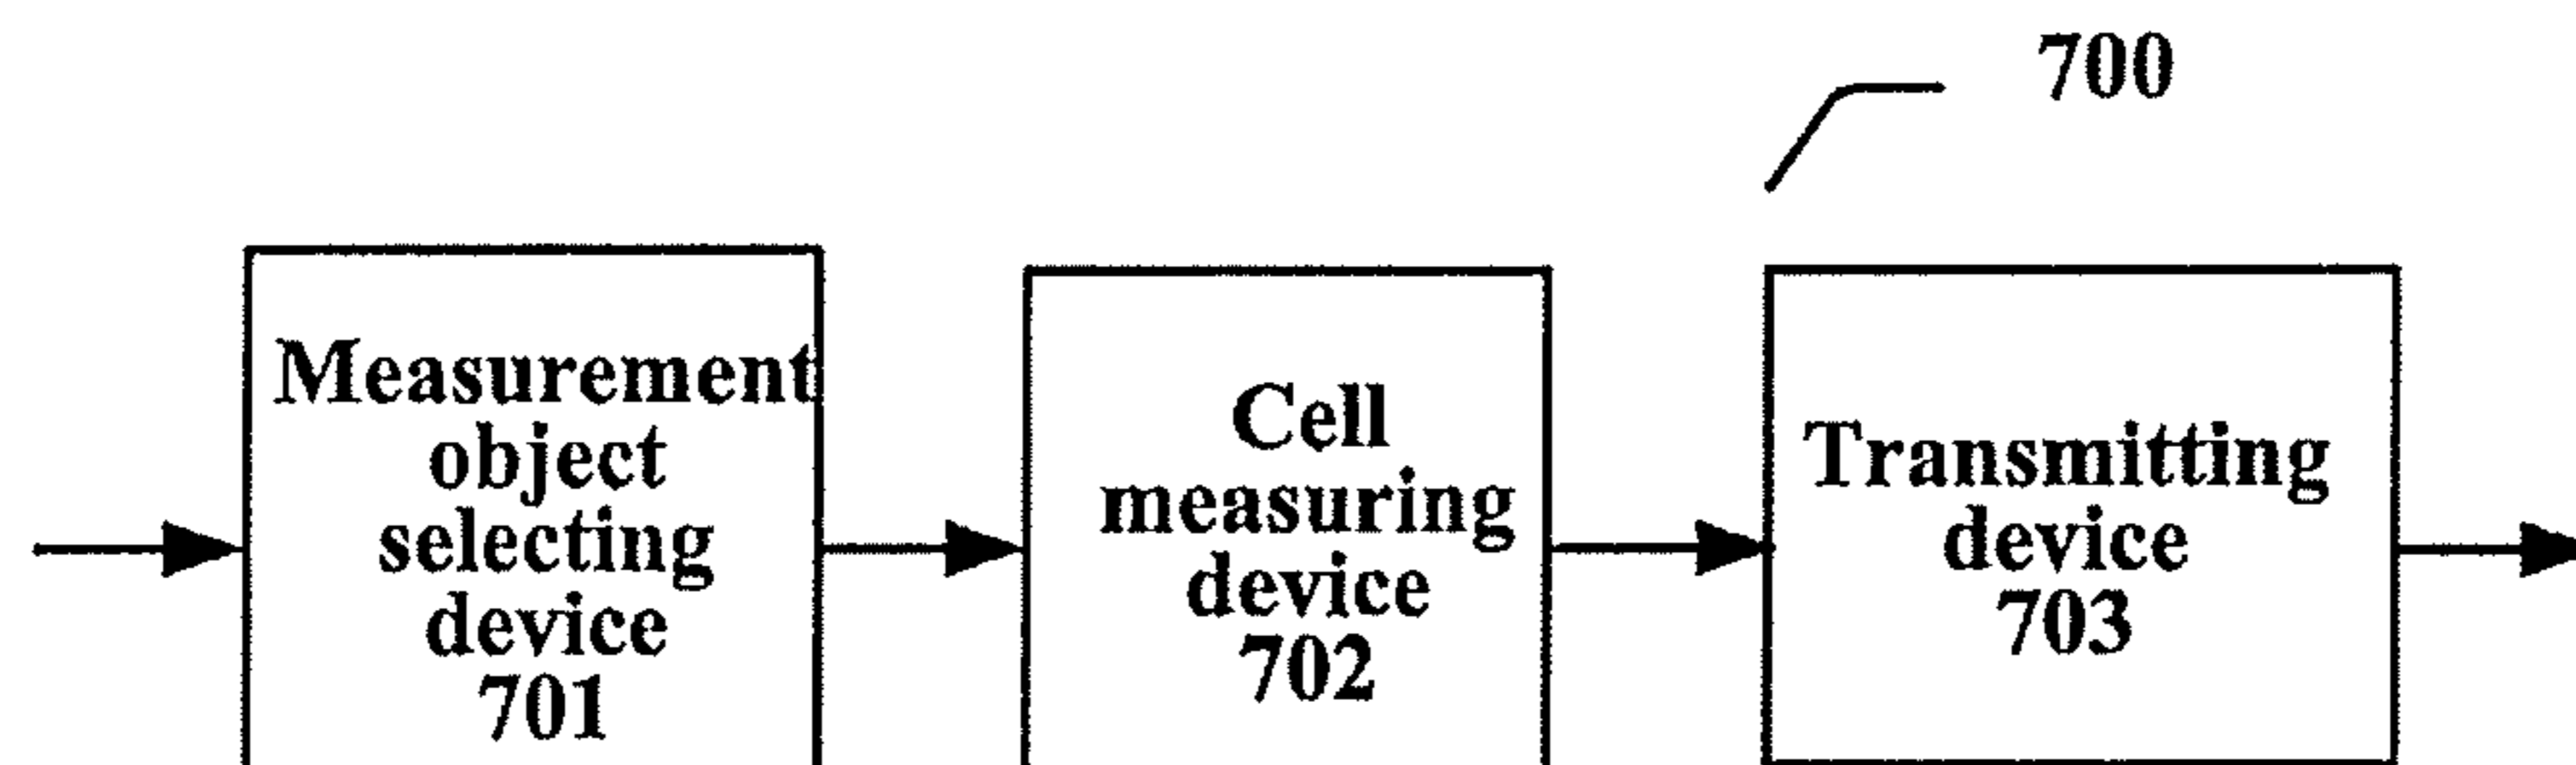 700
Measurement
object
selecting
device
701
Cell
measuring
device
702
Transmitting
device
703